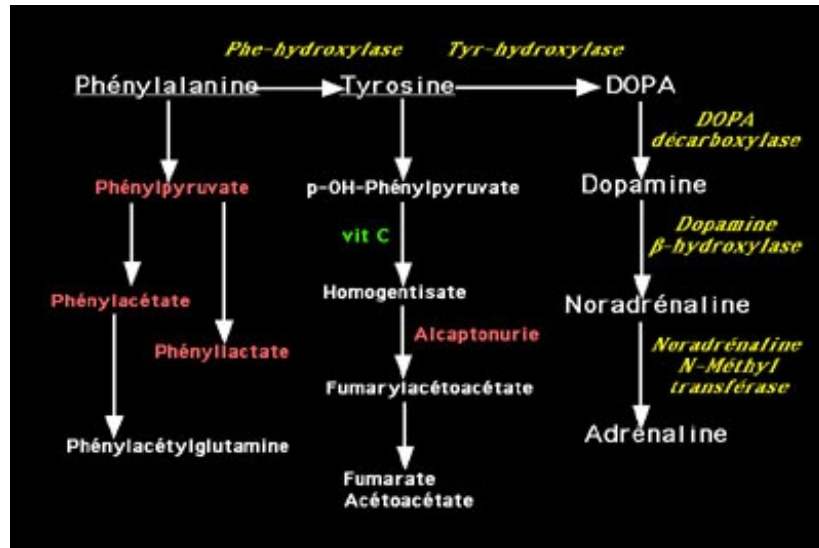 Phe-hydroxylase Tyr-hydroxylase
Phénylalanine Tyrosine DOPA
DOPA
décarboxylase
Phénylpyruvate p-OH-Phénylpyruvate Dopamine
vit C
Dopamine
β-hydroxylase
Phénylacétate Homogentisate Noradrénaline
Phényllactate
Alcaptonurie
Noradrénaline
N-Méthyl
transférase
Fumarylacétoacétate
Phénylacétylglutamine Adrénaline
Fumarate
Acétoacétate